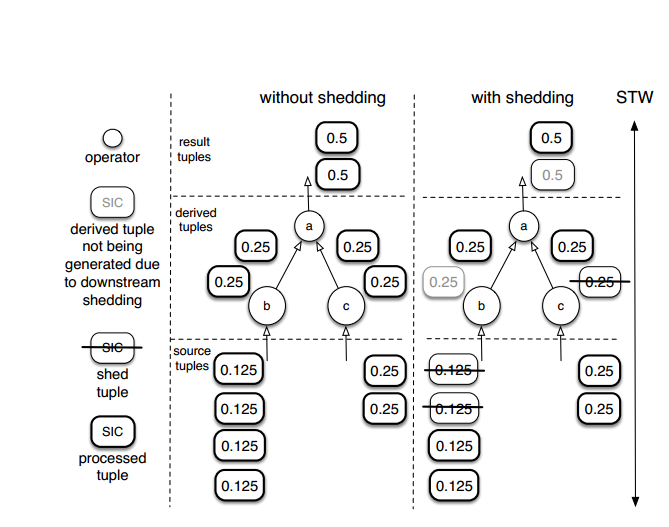 without shedding
with shedding
STW
operator
SIC
derived tuple
not being
generated due
to downstream
shedding
SIC
shed
tuple
SIC
processed
tuple
result
tuples
0.5
0.5
derived
tuples
a
0.25
0.25
0.25
0.25
b
c
source
tuples
0.125
0.25
0.125
0.25
0.125
0.125
0.5
0.5
a
0.25
0.25
0.25
0.25
b
c
0.125
0.25
0.125
0.25
0.125
0.125